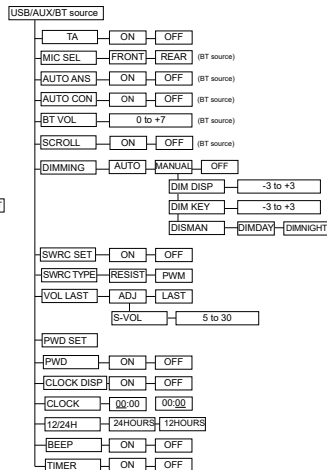 USB/AUX/BT source
TA ON OFF
MIC SEL FRONT REAR (BT source)
AUTO ANS ON OFF (BT source)
AUTO CON ON OFF (BT source)
BT VOL 0 to +7 (BT source)
SCROLL ON OFF (BT source)
DIMMING AUTO MANUAL OFF
DIM DISP -3 to +3
DIM KEY -3 to +3
DISMAN DIMDAY DIMNIGHT
SWRC SET ON OFF
SWRC TYPE RESIST PWM
VOL LAST ADJ LAST
S-VOL 5 to 30
PWD SET
PWD ON OFF
CLOCK DISP ON OFF
CLOCK 00:00 00:00
12/24H 24HOURS 12HOURS
BEEP ON OFF
TIMER ON OFF